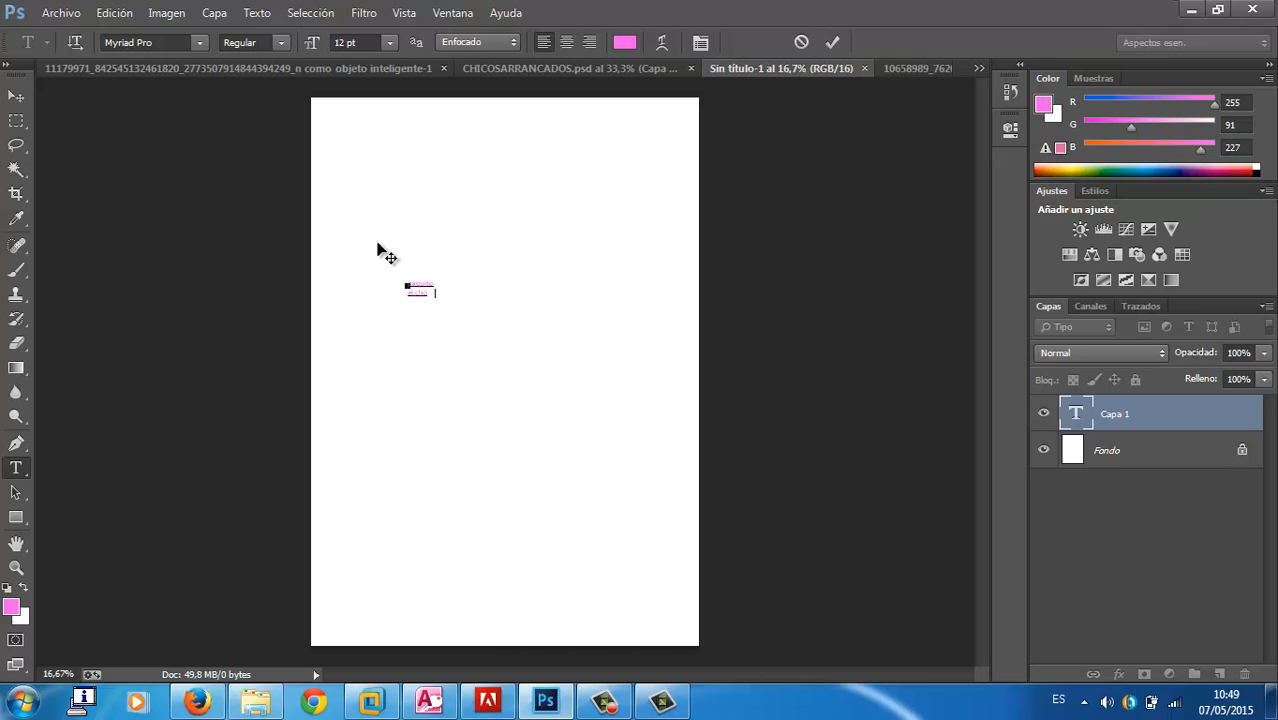 Ps Archivo Edición Imagen Capa Texto Selección Filtro Vista Ventana Ayuda
T Myriad Pro Regular 12 pt Enfocado Aspectos esen.
11179971_842545132461820_2773507914844394249_n como objeto inteligente-1 × CHICOSARRANCADOS.psd al 33,3% (Capa ... × Sin título-1 al 16,7% (RGB/16) × 10658989_762
Color Muestras
R 255
G 91
B 227
Ajustes Estilos
Añadir un ajuste
Capas Canales Trazados
Tipo
Normal Opacidad: 100%
Bloq.: Relleno: 100%
T Capa 1
Fondo
16,67% Doc: 49,8 MB/0 bytes
Ps
ES 10:49
07/05/2015